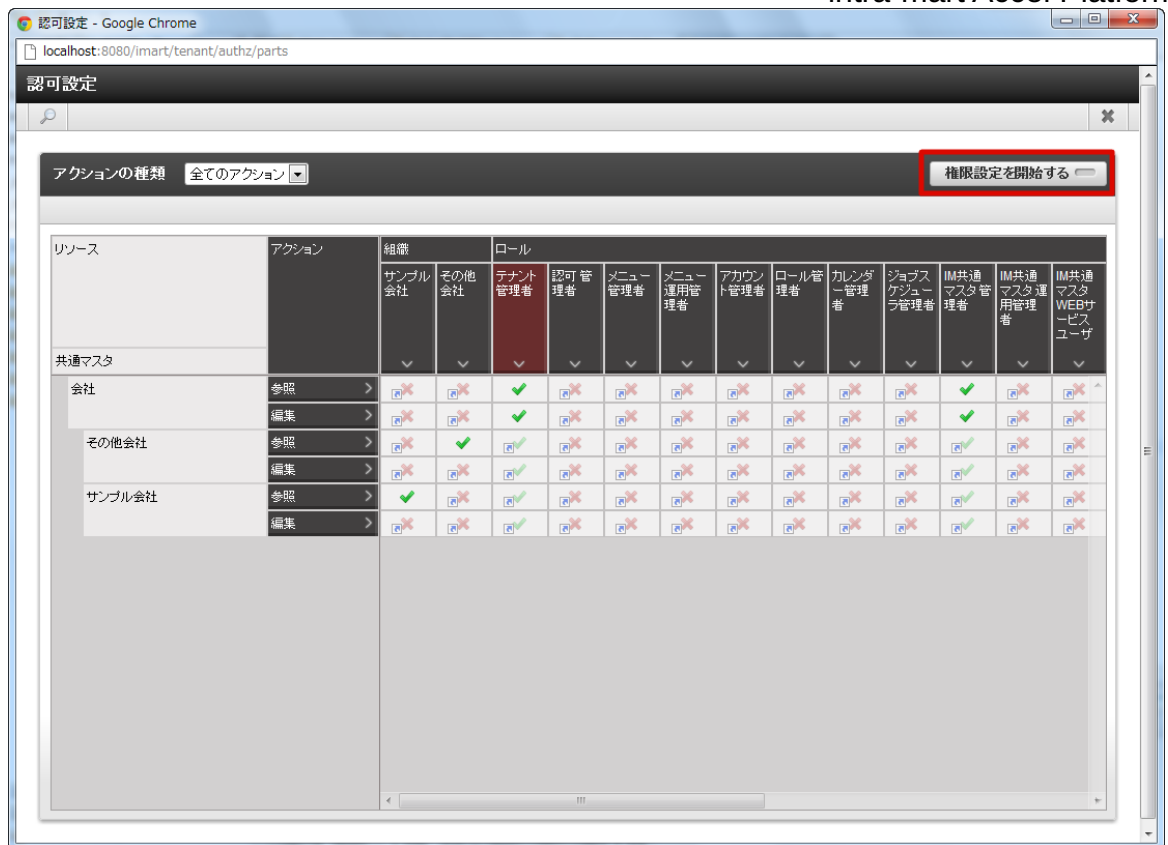 認可設定 - Google Chrome
localhost:8080/imart/tenant/authz/parts
認可設定
アクションの種類 全てのアクション 権限設定を開始する
リソース アクション 組織 ロール
サンプル会社 その他会社 テナント管理者 認可 管理者 メニュー管理者 メニュー運用管理者 アカウント管理者 ロール管理者 カレンダー管理者 ジョブスケジューラ管理者 IM共通マスタ管理者 IM共通マスタ運用管理者 IM共通マスタWEBサービスユーザ
共通マスタ
会社 参照
編集
その他会社 参照
編集
サンプル会社 参照
編集